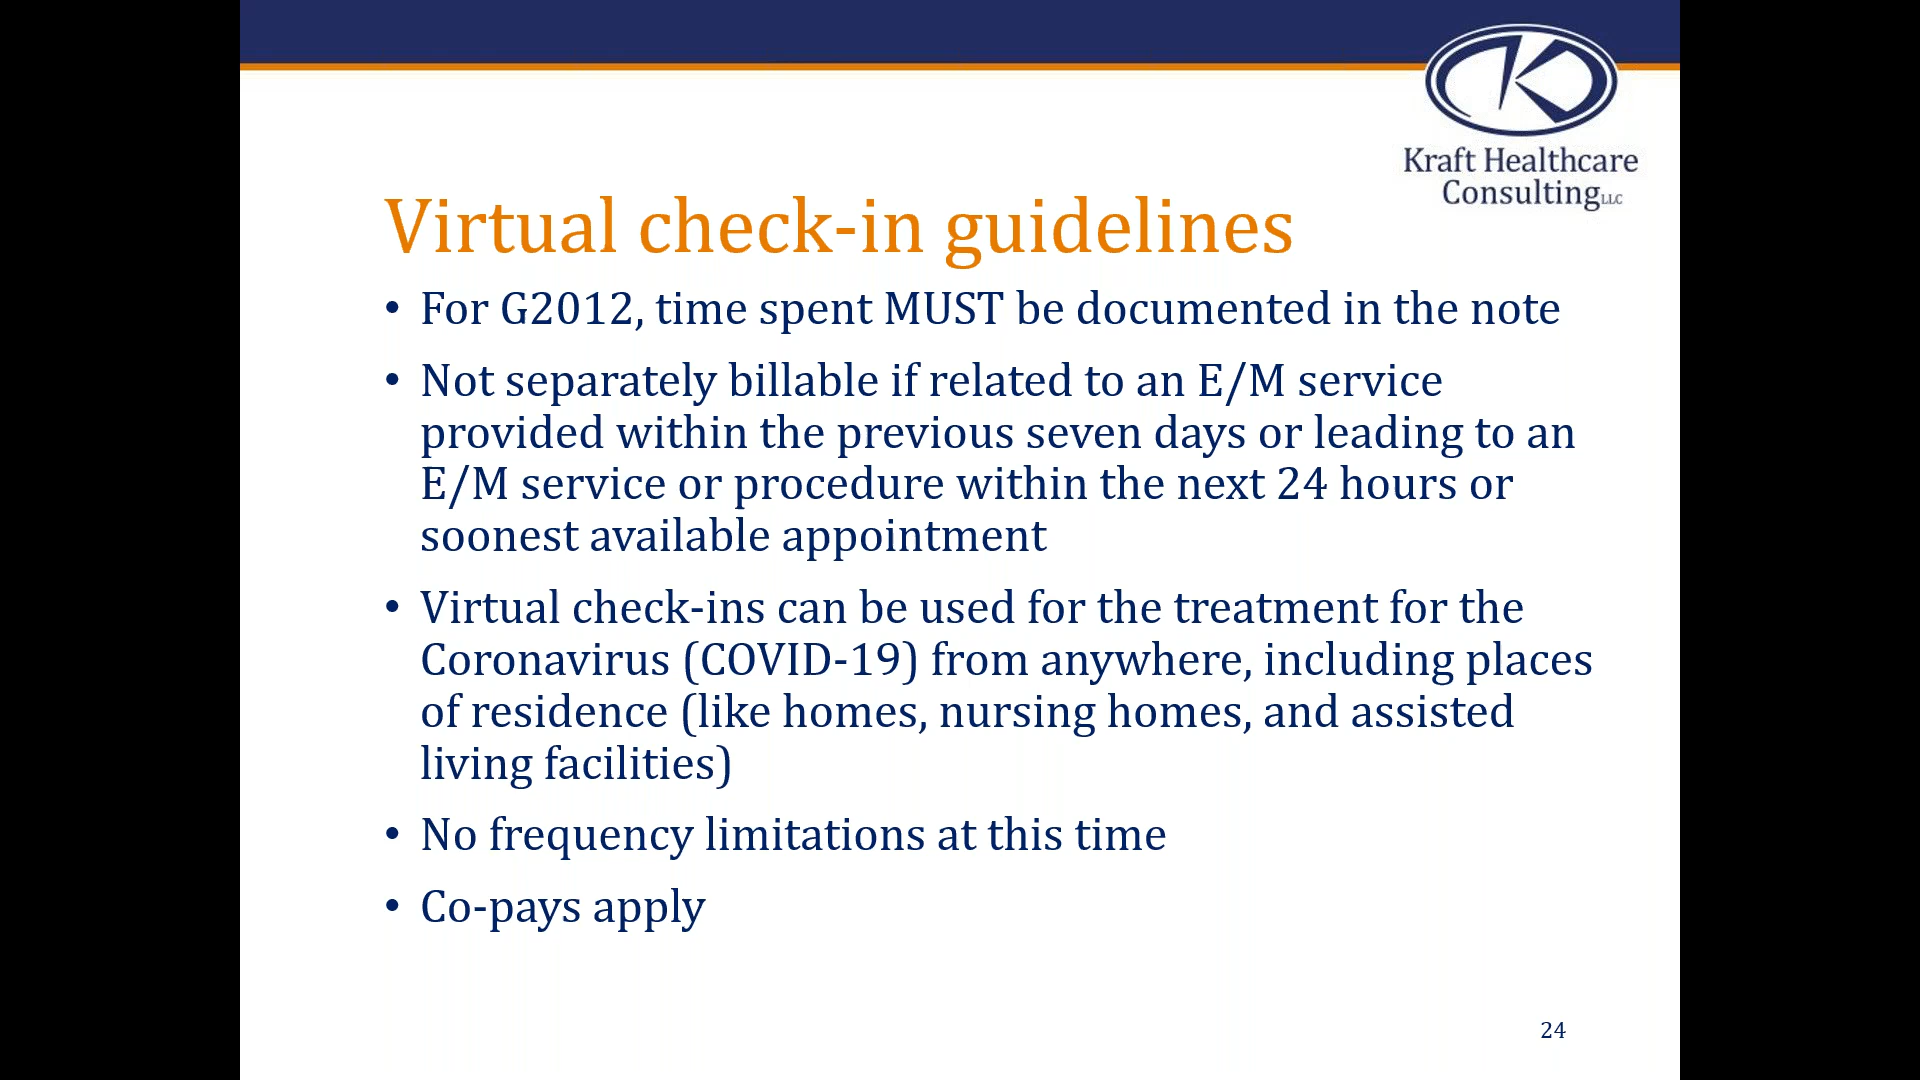 Kraft Healthcare
Consulting LLC
Virtual check-in guidelines
• For G2012, time spent MUST be documented in the note
• Not separately billable if related to an E/M service
provided within the previous seven days or leading to an
E/M service or procedure within the next 24 hours or
soonest available appointment
• Virtual check-ins can be used for the treatment for the
Coronavirus (COVID-19) from anywhere, including places
of residence (like homes, nursing homes, and assisted
living facilities)
• No frequency limitations at this time
• Co-pays apply
24